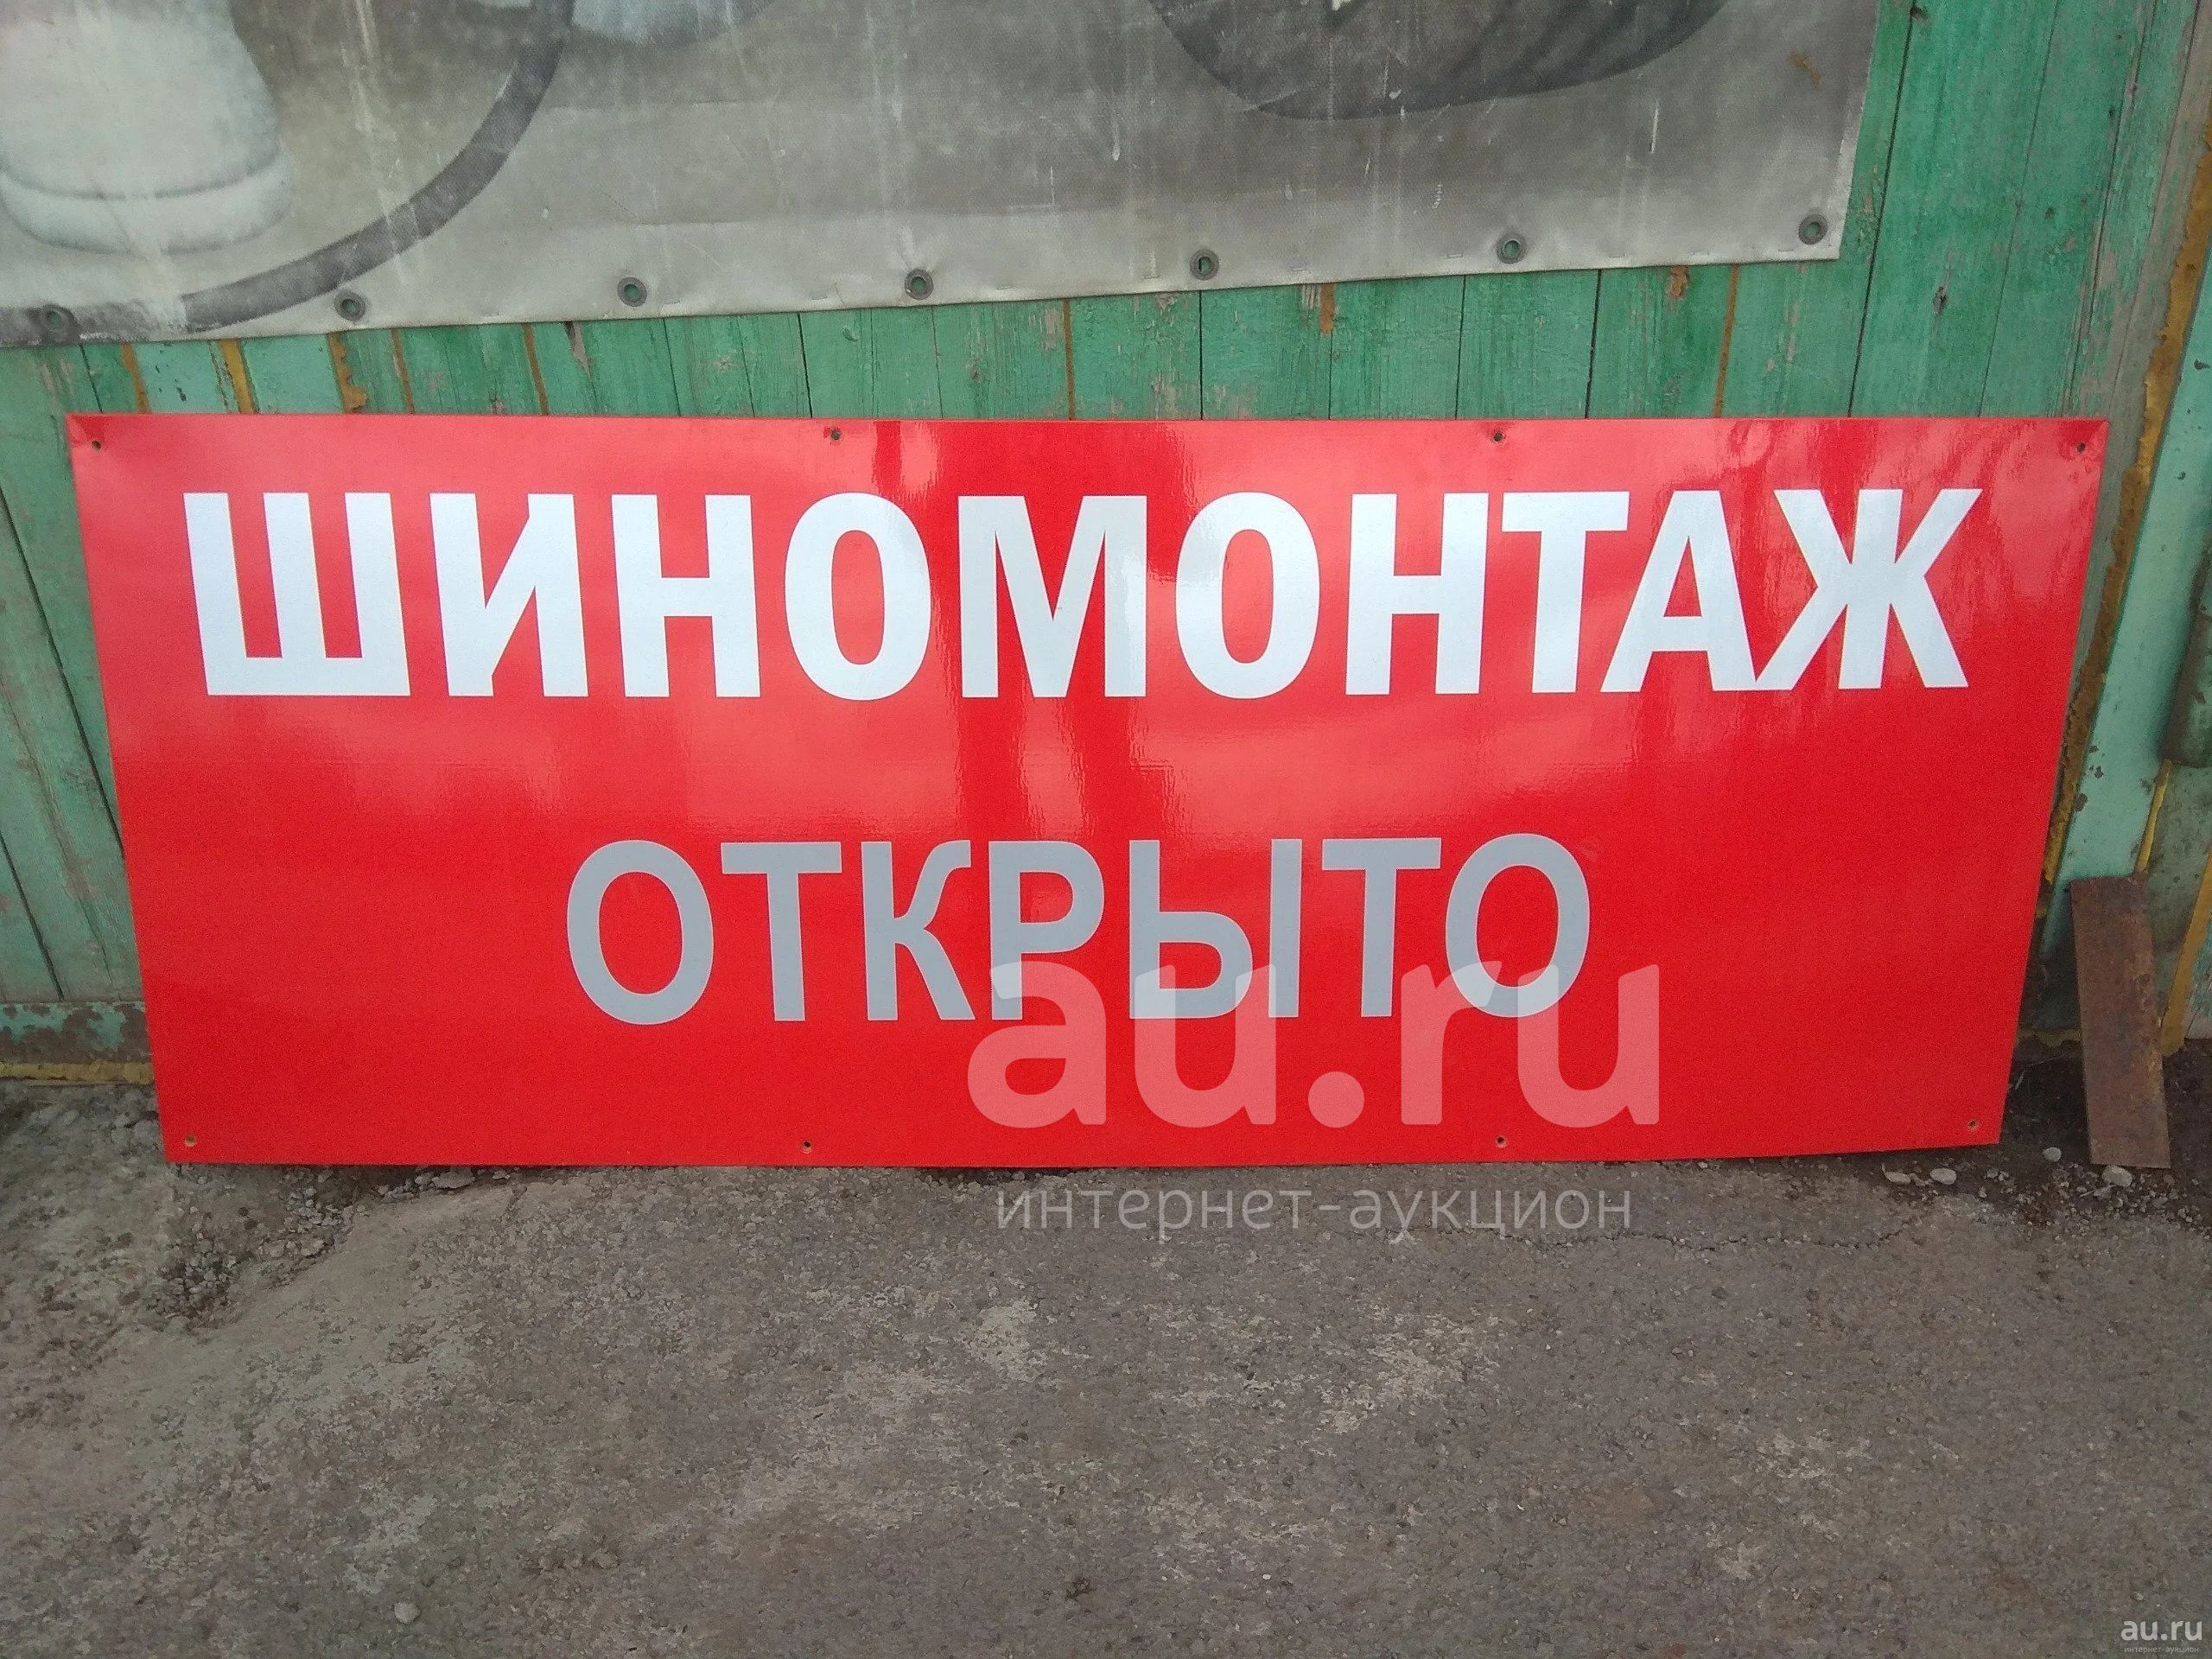 ШИНОМОНТАЖ
ОТКРЫТО
au.ru
интернет-аукцион
au.ru
интернет-аукцион